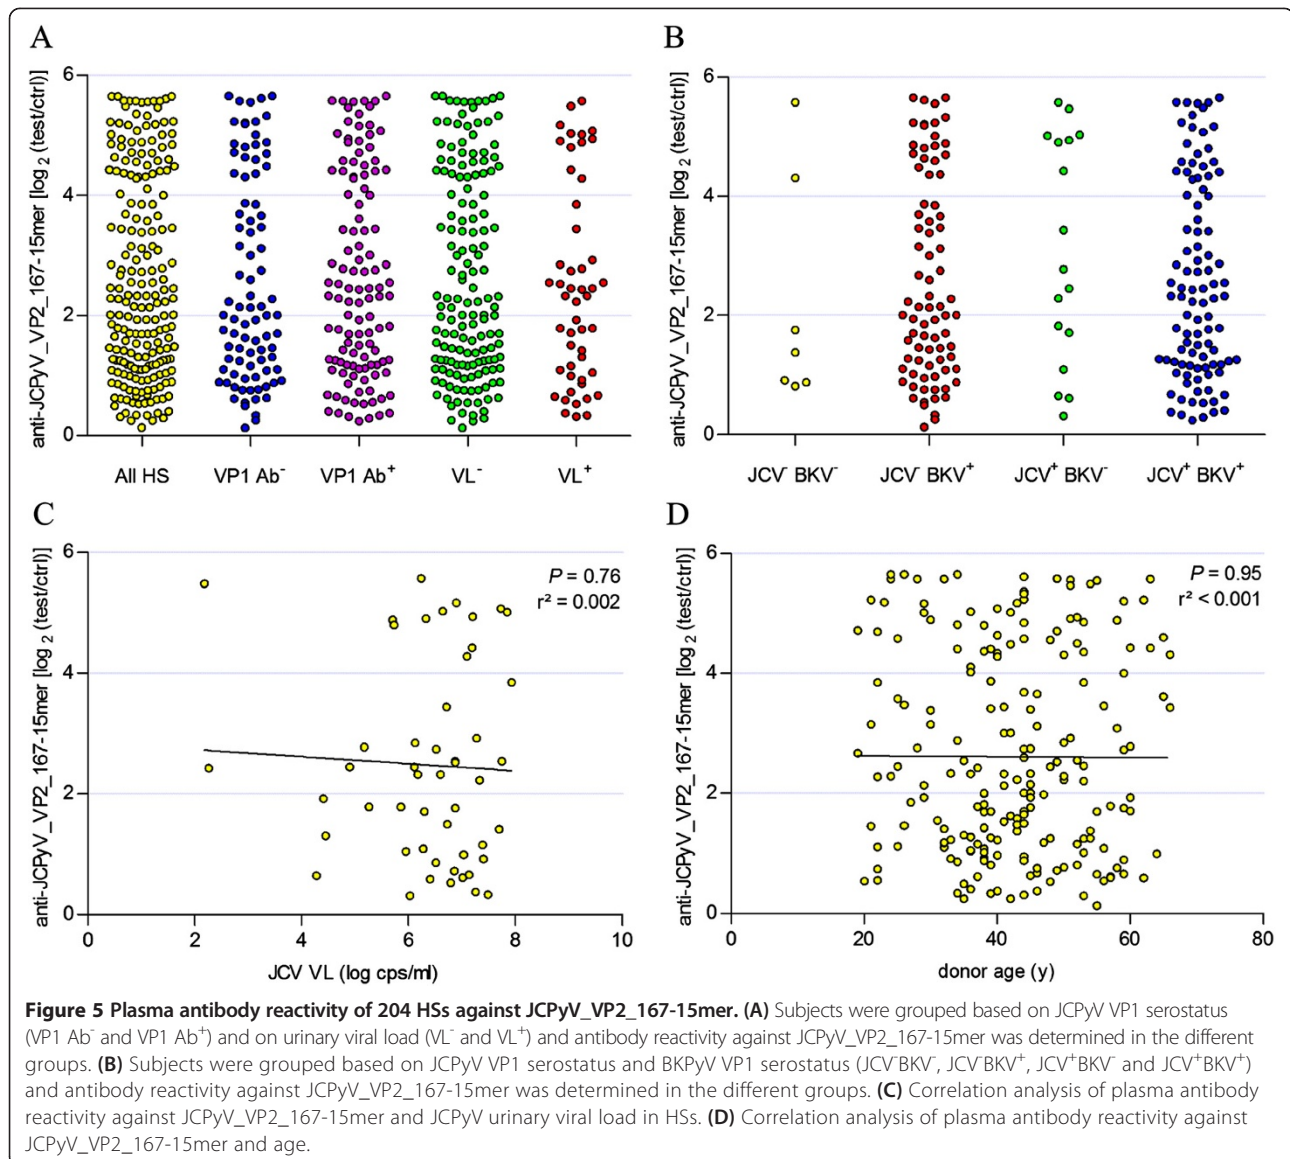 A
B
anti-JCPyV_VP2_167-15mer [log 2 (test/ctrl)]
6
4
2
0
All HS VP1 Ab- VP1 Ab+ VL- VL+
anti-JCPyV_VP2_167-15mer [log 2 (test/ctrl)]
6
4
2
0
JCV- BKV- JCV- BKV+ JCV+ BKV- JCV+ BKV+
C
D
anti-JCPyV_VP2_167-15mer [log 2 (test/ctrl)]
6
4
2
0
P = 0.76
r² = 0.002
0 2 4 6 8 10
JCV VL (log cps/ml)
anti-JCPyV_VP2_167-15mer [log 2 (test/ctrl)]
6
4
2
0
P = 0.95
r² < 0.001
0 20 40 60 80
donor age (y)
Figure 5 Plasma antibody reactivity of 204 HSs against JCPyV_VP2_167-15mer. (A) Subjects were grouped based on JCPyV VP1 serostatus
(VP1 Ab- and VP1 Ab+) and on urinary viral load (VL- and VL+) and antibody reactivity against JCPyV_VP2_167-15mer was determined in the different
groups. (B) Subjects were grouped based on JCPyV VP1 serostatus and BKPyV VP1 serostatus (JCV-BKV-, JCV-BKV+, JCV+BKV- and JCV+BKV+)
and antibody reactivity against JCPyV_VP2_167-15mer was determined in the different groups. (C) Correlation analysis of plasma antibody
reactivity against JCPyV_VP2_167-15mer and JCPyV urinary viral load in HSs. (D) Correlation analysis of plasma antibody reactivity against
JCPyV_VP2_167-15mer and age.